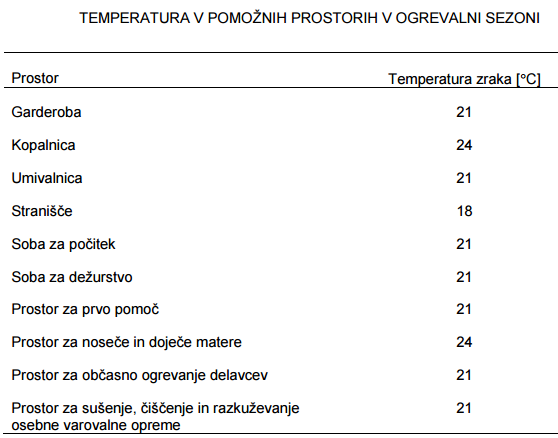 TEMPERATURA V POMOŽNIH PROSTORIH V OGREVALNI SEZONI
Prostor Temperatura zraka [°C]
Garderoba 21
Kopalnica 24
Umivalnica 21
Stranišče 18
Soba za počitek 21
Soba za dežurstvo 21
Prostor za prvo pomoč 21
Prostor za noseče in doječe matere 24
Prostor za občasno ogrevanje delavcev 21
Prostor za sušenje, čiščenje in razkuževanje 21
osebne varovalne opreme